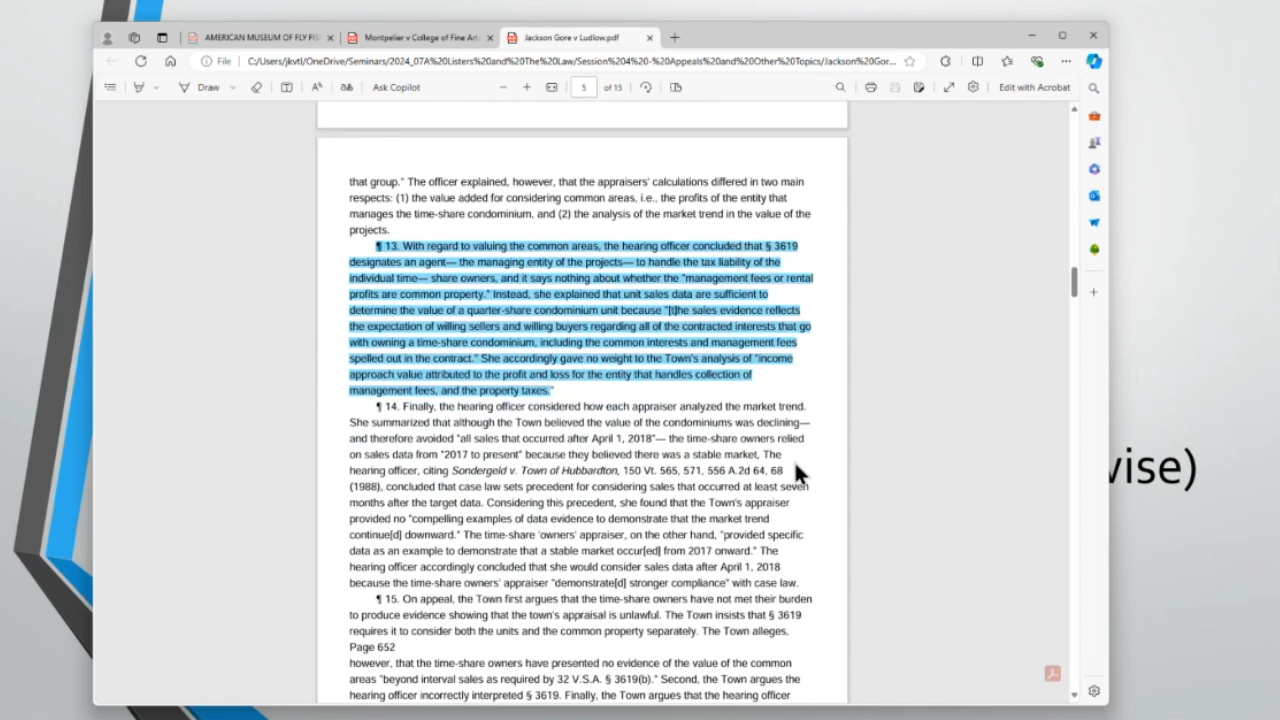 AMERICAN MUSEUM OF FLY FIS
Montpelier v College of Fine Arts
Jackson Gore v Ludlow.pdf
File
C:/Users/jkvtl/OneDrive/Seminars/2024_07A%20Listers%20and%20The%20Law/Session%204%20-%20Appeals%20and%20Other%20Topics/Jackson%20Gor...
Draw
Ask Copilot
5 of 15
Edit with Acrobat
that group." The officer explained, however, that the appraisers' calculations differed in two main
respects: (1) the value added for considering common areas, i.e., the profits of the entity that
manages the time-share condominium, and (2) the analysis of the market trend in the value of the
projects.
¶ 13. With regard to valuing the common areas, the hearing officer concluded that § 3619
designates an agent— the managing entity of the projects— to handle the tax liability of the
individual time— share owners, and it says nothing about whether the "management fees or rental
profits are common property." Instead, she explained that unit sales data are sufficient to
determine the value of a quarter-share condominium unit because "[t]he sales evidence reflects
the expectation of willing sellers and willing buyers regarding all of the contracted interests that go
with owning a time-share condominium, including the common interests and management fees
spelled out in the contract." She accordingly gave no weight to the Town's analysis of "income
approach value attributed to the profit and loss for the entity that handles collection of
management fees, and the property taxes."
¶ 14. Finally, the hearing officer considered how each appraiser analyzed the market trend.
She summarized that although the Town believed the value of the condominiums was declining—
and therefore avoided "all sales that occurred after April 1, 2018"— the time-share owners relied
on sales data from "2017 to present" because they believed there was a stable market, The
hearing officer, citing Sondergeld v. Town of Hubbardton, 150 Vt. 565, 571, 556 A.2d 64, 68
(1988), concluded that case law sets precedent for considering sales that occurred at least seven
months after the target data. Considering this precedent, she found that the Town's appraiser
provided no "compelling examples of data evidence to demonstrate that the market trend
continue[d] downward." The time-share 'owners' appraiser, on the other hand, "provided specific
data as an example to demonstrate that a stable market occur[ed] from 2017 onward." The
hearing officer accordingly concluded that she would consider sales data after April 1, 2018
because the time-share owners' appraiser "demonstrate[d] stronger compliance" with case law.
¶ 15. On appeal, the Town first argues that the time-share owners have not met their burden
to produce evidence showing that the town's appraisal is unlawful. The Town insists that § 3619
requires it to consider both the units and the common property separately. The Town alleges,
Page 652
however, that the time-share owners have presented no evidence of the value of the common
areas "beyond interval sales as required by 32 V.S.A. § 3619(b)." Second, the Town argues the
hearing officer incorrectly interpreted § 3619. Finally, the Town argues that the hearing officer
wise)